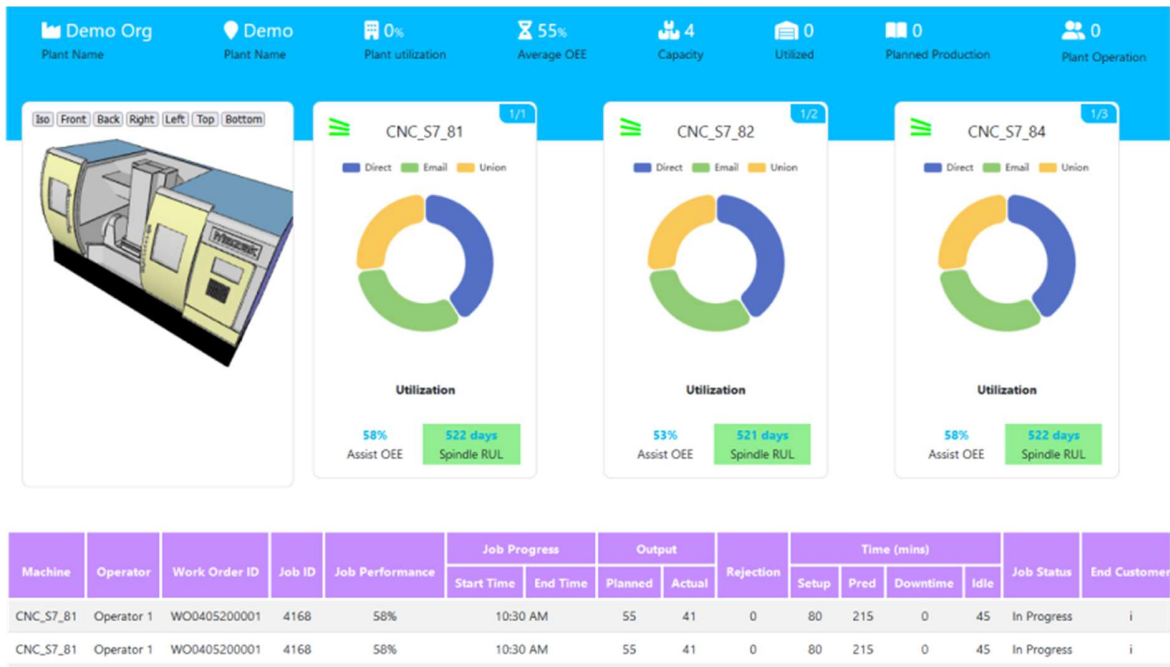 Demo Org Demo 0% 55% 4 0 0 0
Plant Name Plant Name Plant utilization Average OEE Capacity Utilized Planned Production Plant Operation
Iso Front Back Right Left Top Bottom
1/1
CNC_S7_81
Direct Email Union
Utilization
58% 522 days
Assist OEE Spindle RUL
1/2
CNC_S7_82
Direct Email Union
Utilization
53% 521 days
Assist OEE Spindle RUL
1/3
CNC_S7_84
Direct Email Union
Utilization
58% 522 days
Assist OEE Spindle RUL
Job Progress Output Time (mins)
Machine Operator Work Order ID Job ID Job Performance Rejection Job Status End Customer
Start Time End Time Planned Actual Setup Pred Downtime Idle
CNC_S7_81 Operator 1 WO0405200001 4168 58% 10:30 AM 55 41 0 80 215 0 45 In Progress i
CNC_S7_81 Operator 1 WO0405200001 4168 58% 10:30 AM 55 41 0 80 215 0 45 In Progress i